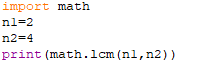 import math
n1=2
n2=4
print(math.lcm(n1,n2))